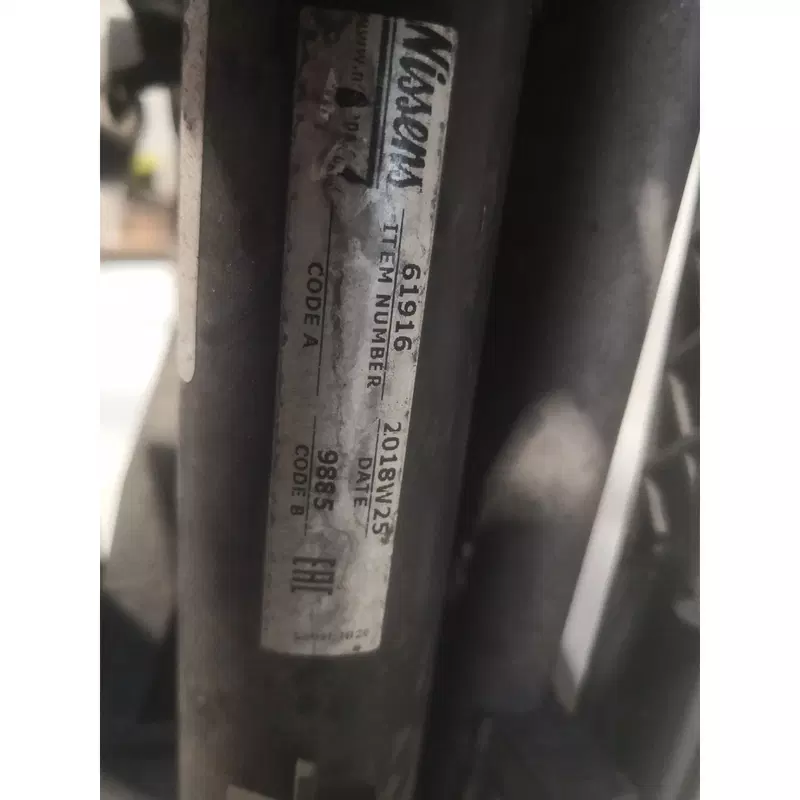 Nissens
61916
ITEM NUMBER
2018W25
DATE
CODE A
9885
CODE B
EAC